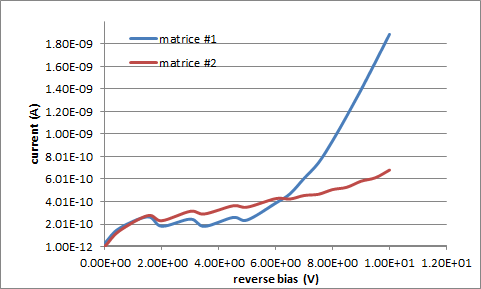 1.80E-09
1.60E-09
1.40E-09
1.20E-09
1.00E-09
8.01E-10
6.01E-10
4.01E-10
2.01E-10
1.00E-12
current (A)
matrice #1
matrice #2
0.00E+00 2.00E+00 4.00E+00 6.00E+00 8.00E+00 1.00E+01 1.20E+01
reverse bias (V)